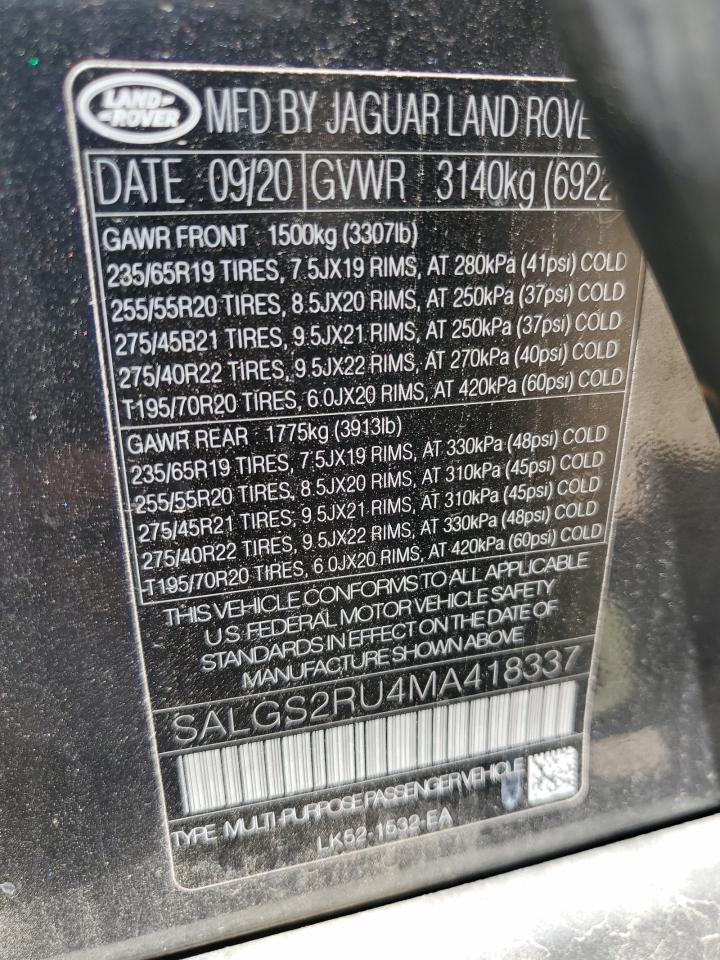 LAND-
-ROVER
MFD BY JAGUAR LAND ROVE
DATE 09/20 GVWR 3140kg (6922
GAWR FRONT 1500kg (3307lb)
235/65R19 TIRES, 7.5JX19 RIMS, AT 280kPa (41psi) COLD
255/55R20 TIRES, 8.5JX20 RIMS, AT 250kPa (37psi) COLD
275/45R21 TIRES, 9.5JX21 RIMS, AT 250kPa (37psi) COLD
275/40R22 TIRES, 9.5JX22 RIMS, AT 270kPa (40psi) COLD
T195/70R20 TIRES, 6.0JX20 RIMS, AT 420kPa (60psi) COLD
GAWR REAR 1775kg (3913lb)
235/65R19 TIRES, 7.5JX19 RIMS, AT 330kPa (48psi) COLD
255/55R20 TIRES, 8.5JX20 RIMS, AT 310kPa (45psi) COLD
275/45R21 TIRES, 9.5JX21 RIMS, AT 310kPa (45psi) COLD
275/40R22 TIRES, 9.5JX22 RIMS, AT 330kPa (48psi) COLD
T195/70R20 TIRES, 6.0JX20 RIMS, AT 420kPa (60psi) COLD
THIS VEHICLE CONFORMS TO ALL APPLICABLE
U.S FEDERAL MOTOR VEHICLE SAFETY
STANDARDS IN EFFECT ON THE DATE OF
MANUFACTURE SHOWN ABOVE
SALGS2RU4MA418337
TYPE MULTI-PURPOSE PASSENGER VEHICLE
LK52-1532-EA